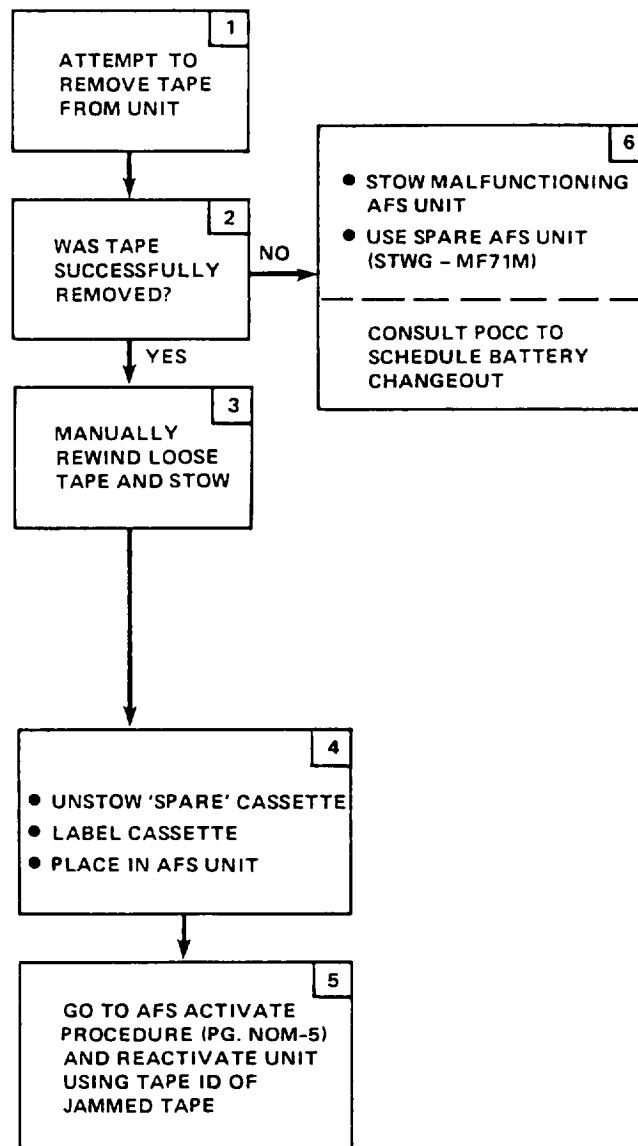 1
ATTEMPT TO
REMOVE TAPE
FROM UNIT
2
WAS TAPE
SUCCESSFULLY
REMOVED?
NO
6
● STOW MALFUNCTIONING
AFS UNIT
● USE SPARE AFS UNIT
(STWG – MF71M)
CONSULT POCC TO
SCHEDULE BATTERY
CHANGEOUT
YES
3
MANUALLY
REWIND LOOSE
TAPE AND STOW
4
● UNSTOW 'SPARE' CASSETTE
● LABEL CASSETTE
● PLACE IN AFS UNIT
5
GO TO AFS ACTIVATE
PROCEDURE (PG. NOM-5)
AND REACTIVATE UNIT
USING TAPE ID OF
JAMMED TAPE